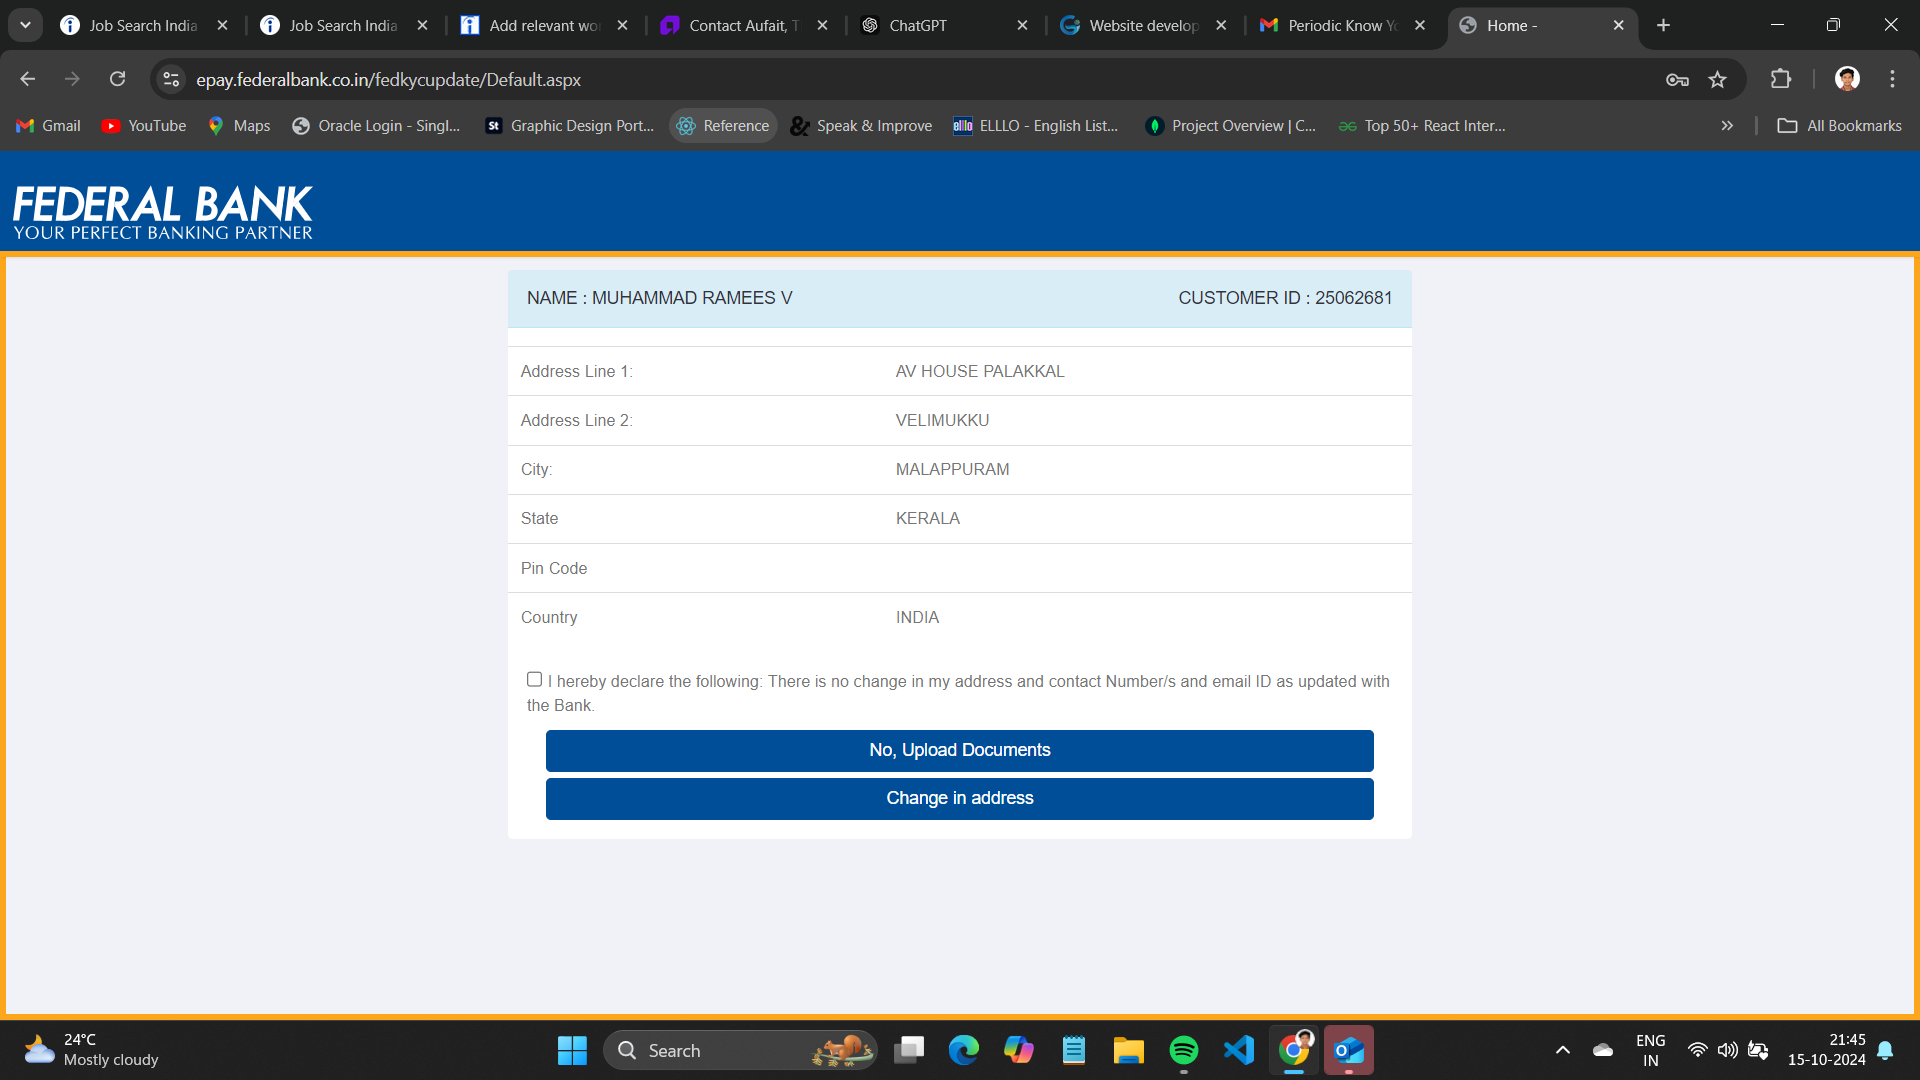 Job Search India
Job Search India
Add relevant wo
Contact Aufait, T
ChatGPT
Website develop
Periodic Know Yo
Home -
epay.federalbank.co.in/fedkycupdate/Default.aspx
Gmail
YouTube
Maps
Oracle Login - Singl...
St
Graphic Design Port...
Reference
Speak & Improve
elllo
ELLLO - English List...
Project Overview | C...
Top 50+ React Inter...
All Bookmarks
FEDERAL BANK
YOUR PERFECT BANKING PARTNER
NAME : MUHAMMAD RAMEES V
CUSTOMER ID : 25062681
Address Line 1: AV HOUSE PALAKKAL
Address Line 2: VELIMUKKU
City: MALAPPURAM
State KERALA
Pin Code
Country INDIA
I hereby declare the following: There is no change in my address and contact Number/s and email ID as updated with
the Bank.
No, Upload Documents
Change in address
24°C
Mostly cloudy
Search
ENG
IN
21:45
15-10-2024